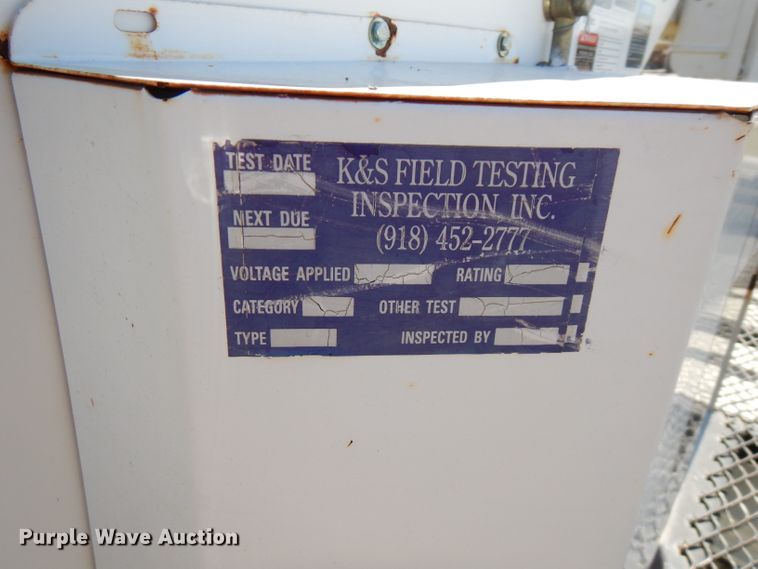 TEST DATE
K&S FIELD TESTING
INSPECTION, INC.
NEXT DUE
(918) 452-2777
VOLTAGE APPLIED
RATING
CATEGORY
OTHER TEST
TYPE
INSPECTED BY
Purple Wave Auction